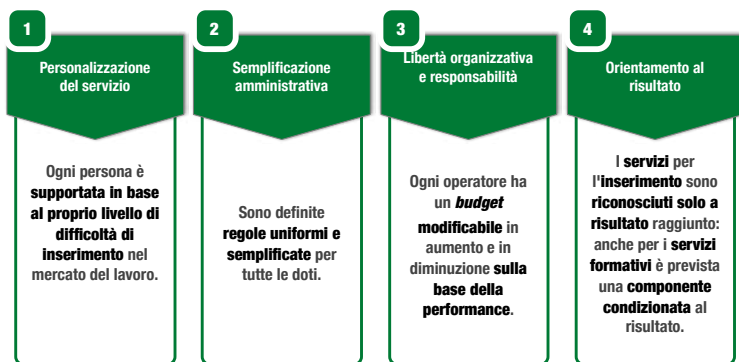 1
Personalizzazione
del servizio
Ogni persona è
supportata in base
al proprio livello di
difficoltà di
inserimento nel
mercato del lavoro.
2
Semplificazione
amministrativa
Sono definite
regole uniformi e
semplificate per
tutte le doti.
3
Libertà organizzativa
e responsabilità
Ogni operatore ha
un budget
modificabile in
aumento e in
diminuzione sulla
base della
performance.
4
Orientamento al
risultato
I servizi per
l'inserimento sono
riconosciuti solo a
risultato raggiunto:
anche per i servizi
formativi è prevista
una componente
condizionata al
risultato.